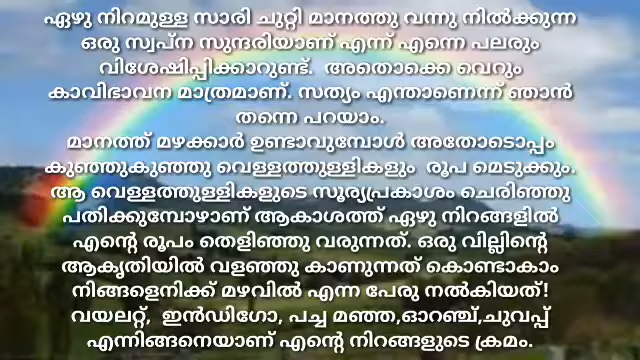 ഏഴു നിറമുള്ള സാരി ചുറ്റി മാനത്തു വന്നു നിൽക്കുന്ന
ഒരു സ്വപ്ന സുന്ദരിയാണ് എന്ന് എന്നെ പലരും
വിശേഷിപ്പിക്കാറുണ്ട്. അതൊക്കെ വെറും
കാവിഭാവന മാത്രമാണ്. സത്യം എന്താണെന്ന് ഞാൻ
തന്നെ പറയാം.
മാനത്ത് മഴക്കാർ ഉണ്ടാവുമ്പോൾ അതോടൊപ്പം
കുഞ്ഞുകുഞ്ഞു വെള്ളത്തുള്ളികളും രൂപ മെടുക്കും.
ആ വെള്ളത്തുള്ളികളുടെ സൂര്യപ്രകാശം ചെരിഞ്ഞു
പതിക്കുമ്പോഴാണ് ആകാശത്ത് ഏഴു നിറങ്ങളിൽ
എന്റെ രൂപം തെളിഞ്ഞു വരുന്നത്. ഒരു വില്ലിന്റെ
ആകൃതിയിൽ വളഞ്ഞു കാണുന്നത് കൊണ്ടാകാം
നിങ്ങളെനിക്ക് മഴവിൽ എന്ന പേരു നൽകിയത്!
വയലറ്റ്, ഇൻഡിഗോ, പച്ച മഞ്ഞ,ഓറഞ്ച്,ചുവപ്പ്
എന്നിങ്ങനെയാണ് എന്റെ നിറങ്ങളുടെ ക്രമം.